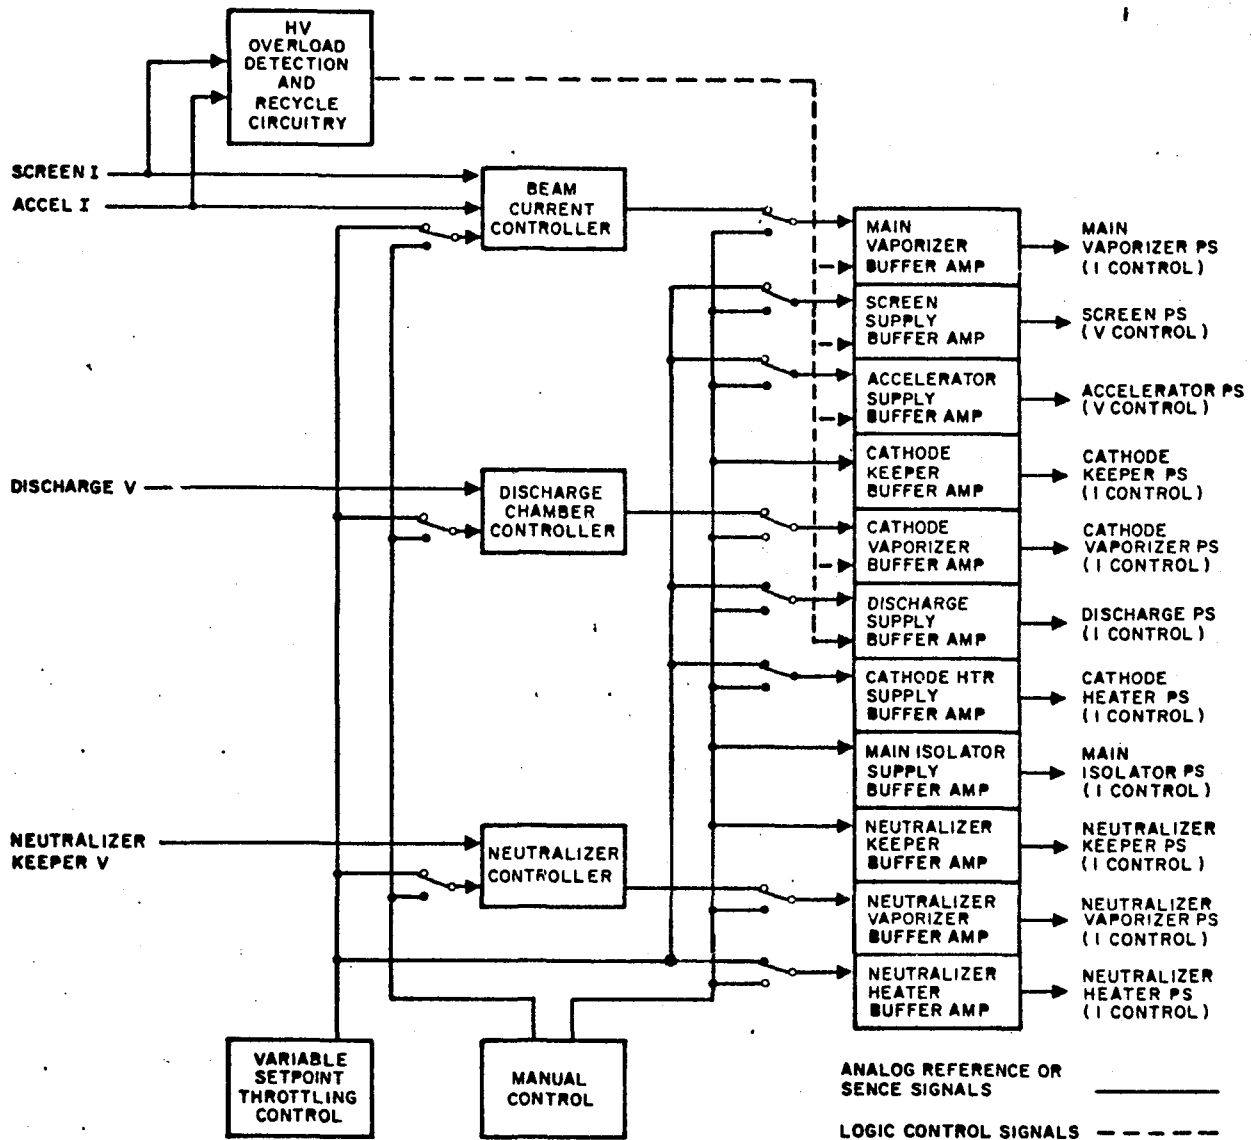 HV
OVERLOAD
DETECTION
AND
RECYCLE
CIRCUITRY
SCREEN I
ACCEL I
BEAM
CURRENT
CONTROLLER
MAIN
VAPORIZER
BUFFER AMP
MAIN
VAPORIZER PS
(I CONTROL)
SCREEN
SUPPLY
BUFFER AMP
SCREEN PS
(V CONTROL)
ACCELERATOR
SUPPLY
BUFFER AMP
ACCELERATOR PS
(V CONTROL)
DISCHARGE V
DISCHARGE
CHAMBER
CONTROLLER
CATHODE
KEEPER
BUFFER AMP
CATHODE
KEEPER PS
(I CONTROL)
CATHODE
VAPORIZER
BUFFER AMP
CATHODE
VAPORIZER PS
(I CONTROL)
DISCHARGE
SUPPLY
BUFFER AMP
DISCHARGE PS
(I CONTROL)
CATHODE HTR
SUPPLY
BUFFER AMP
CATHODE
HEATER PS
(I CONTROL)
MAIN ISOLATOR
SUPPLY
BUFFER AMP
MAIN
ISOLATOR PS
(I CONTROL)
NEUTRALIZER
KEEPER V
NEUTRALIZER
CONTROLLER
NEUTRALIZER
KEEPER
BUFFER AMP
NEUTRALIZER
KEEPER PS
(I CONTROL)
NEUTRALIZER
VAPORIZER
BUFFER AMP
NEUTRALIZER
VAPORIZER PS
(I CONTROL)
NEUTRALIZER
HEATER
BUFFER AMP
NEUTRALIZER
HEATER PS
(I CONTROL)
VARIABLE
SETPOINT
THROTTLING
CONTROL
MANUAL
CONTROL
ANALOG REFERENCE OR
SENCE SIGNALS
LOGIC CONTROL SIGNALS